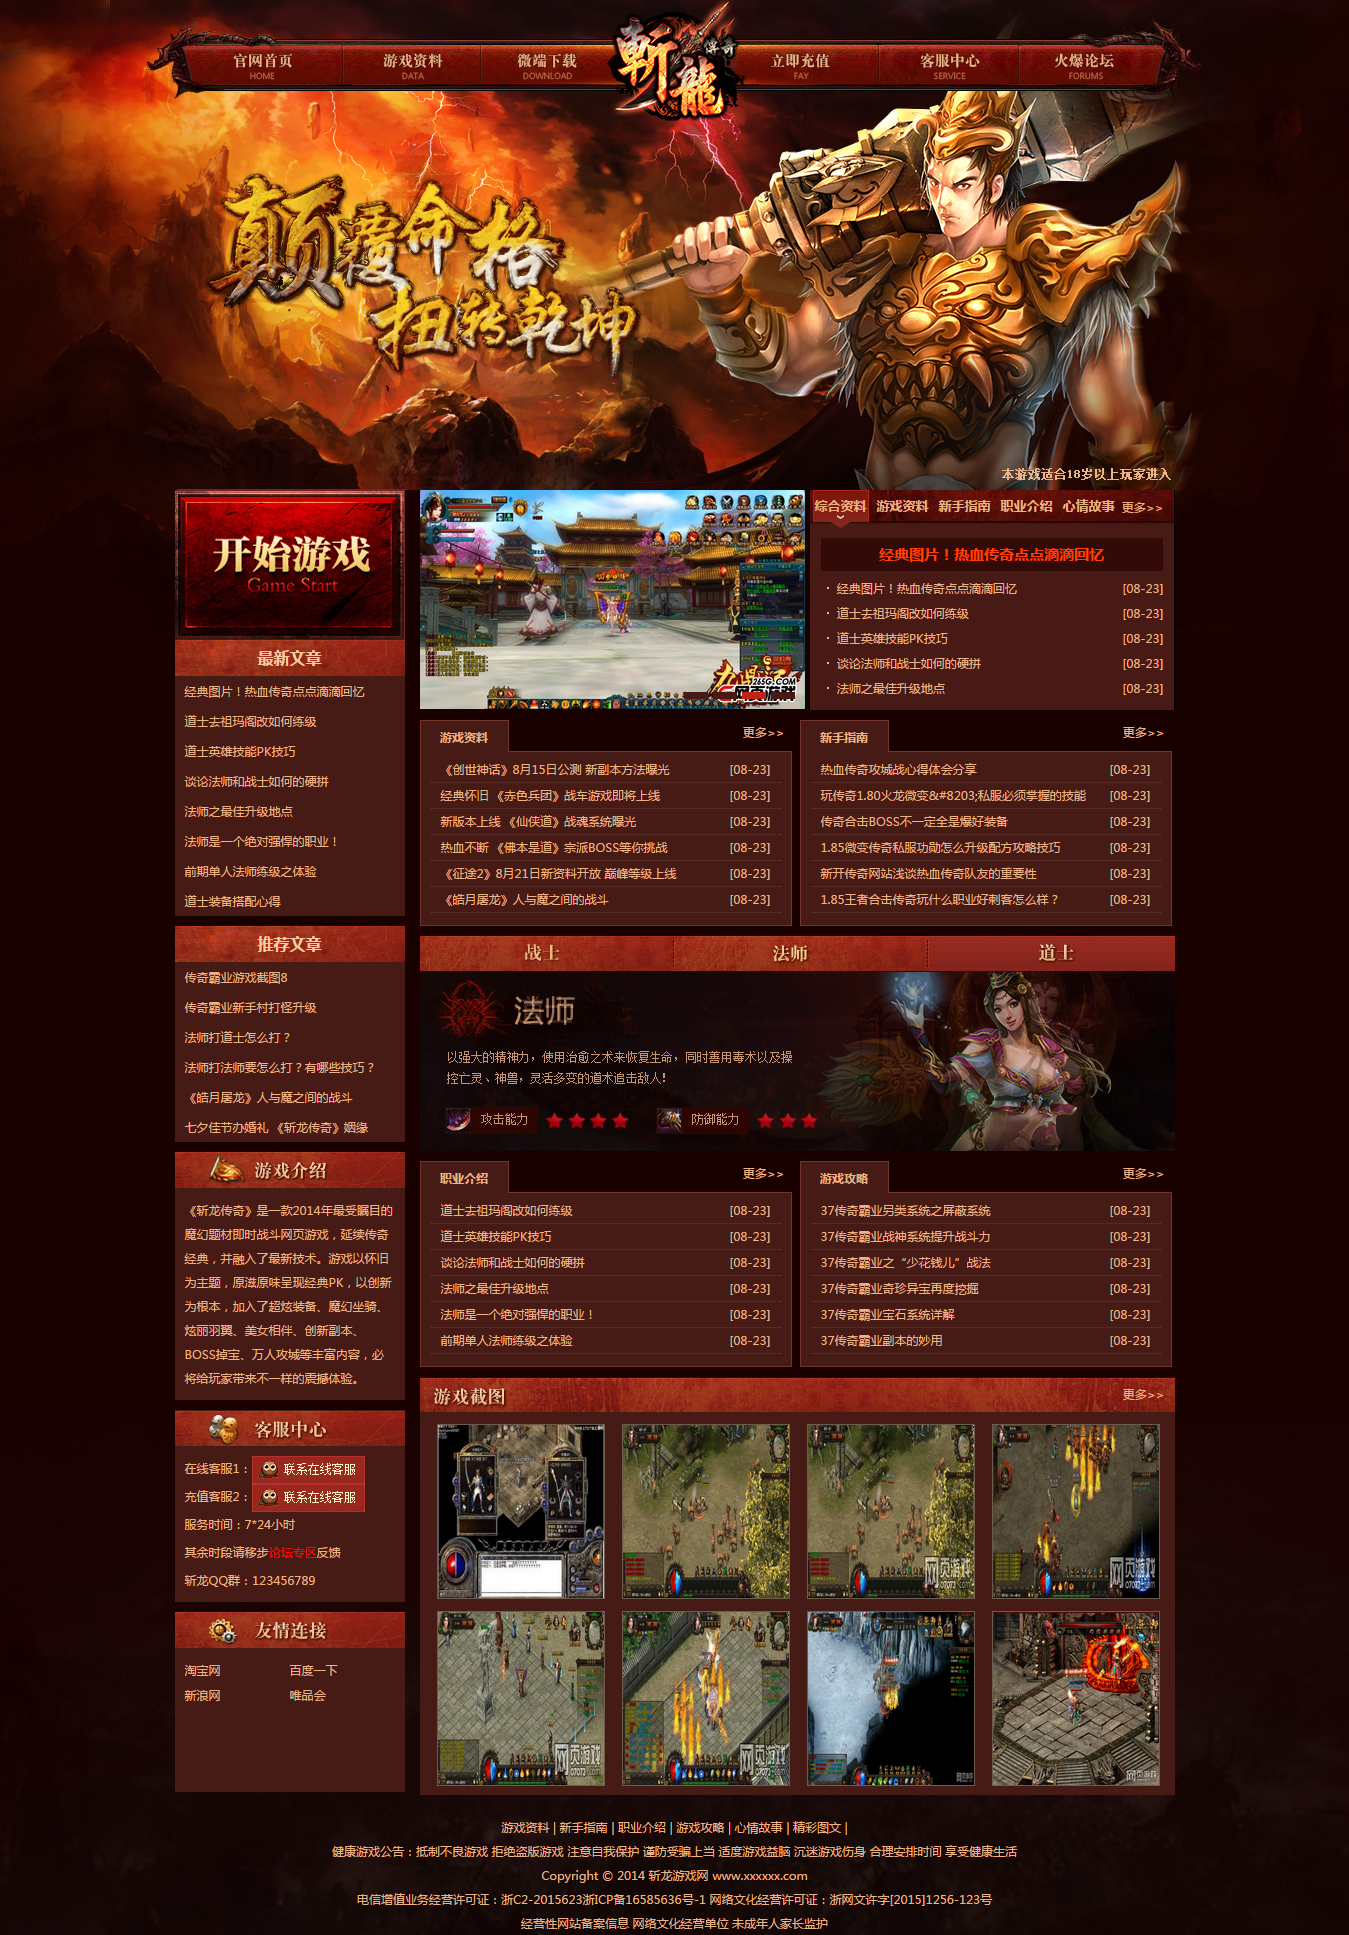 官网首页 游戏资料 微端下载 斬龍 傳奇 立即充值 客服中心 火爆论坛
HOME DATA DOWNLOAD FAY SERVICE FORUMS
颠覆命格
扭转乾坤
本游戏适合18岁以上玩家进入
开始游戏
Game Start
最新文章
经典图片！热血传奇点点滴滴回忆
道士去祖玛阁改如何练级
道士英雄技能PK技巧
谈论法师和战士如何的硬拼
法师之最佳升级地点
法师是一个绝对强悍的职业！
前期单人法师练级之体验
道士装备搭配心得
推荐文章
传奇霸业游戏截图8
传奇霸业新手村打怪升级
法师打道士怎么打？
法师打法师要怎么打？有哪些技巧？
《皓月屠龙》人与魔之间的战斗
七夕佳节办婚礼 《斩龙传奇》姻缘
游戏介绍
《斩龙传奇》是一款2014年最受瞩目的
魔幻题材即时战斗网页游戏，延续传奇
经典，并融入了最新技术。游戏以怀旧
为主题，原滋原味呈现经典PK，以创新
为根本，加入了超炫装备、魔幻坐骑、
炫丽羽翼、美女相伴、创新副本、
BOSS掉宝、万人攻城等丰富内容，必
将给玩家带来不一样的震撼体验。
客服中心
在线客服1： 联系在线客服
充值客服2： 联系在线客服
服务时间：7*24小时
其余时段请移步论坛专区反馈
斩龙QQ群：123456789
友情连接
淘宝网 百度一下
新浪网 唯品会
265G.COM
网页游戏
综合资料 游戏资料 新手指南 职业介绍 心情故事 更多>>
经典图片！热血传奇点点滴滴回忆
· 经典图片！热血传奇点点滴滴回忆 [08-23]
· 道士去祖玛阁改如何练级 [08-23]
· 道士英雄技能PK技巧 [08-23]
· 谈论法师和战士如何的硬拼 [08-23]
· 法师之最佳升级地点 [08-23]
游戏资料 更多>>
《创世神话》8月15日公测 新副本方法曝光 [08-23]
经典怀旧 《赤色兵团》战车游戏即将上线 [08-23]
新版本上线 《仙侠道》战魂系统曝光 [08-23]
热血不断 《佛本是道》宗派BOSS等你挑战 [08-23]
《征途2》8月21日新资料开放 巅峰等级上线 [08-23]
《皓月屠龙》人与魔之间的战斗 [08-23]
新手指南 更多>>
热血传奇攻城战心得体会分享 [08-23]
玩传奇1.80火龙微变&#8203;私服必须掌握的技能 [08-23]
传奇合击BOSS不一定全是爆好装备 [08-23]
1.85微变传奇私服功勋怎么升级配方攻略技巧 [08-23]
新开传奇网站浅谈热血传奇队友的重要性 [08-23]
1.85王者合击传奇玩什么职业好刺客怎么样？ [08-23]
战士 法师 道士
法师
以强大的精神力，使用治愈之术来恢复生命，同时善用毒术以及操
控亡灵、神兽，灵活多变的道术追击敌人！
攻击能力 防御能力
职业介绍 更多>>
道士去祖玛阁改如何练级 [08-23]
道士英雄技能PK技巧 [08-23]
谈论法师和战士如何的硬拼 [08-23]
法师之最佳升级地点 [08-23]
法师是一个绝对强悍的职业！ [08-23]
前期单人法师练级之体验 [08-23]
游戏攻略 更多>>
37传奇霸业另类系统之屏蔽系统 [08-23]
37传奇霸业战神系统提升战斗力 [08-23]
37传奇霸业之“少花钱儿”战法 [08-23]
37传奇霸业奇珍异宝再度挖掘 [08-23]
37传奇霸业宝石系统详解 [08-23]
37传奇霸业副本的妙用 [08-23]
游戏截图 更多>>
网页游戏
07073.com
网页游戏
07073.com
网页游戏
07073.com
网页游戏
07073.com
网页游戏
网页游戏
游戏资料 | 新手指南 | 职业介绍 | 游戏攻略 | 心情故事 | 精彩图文 |
健康游戏公告：抵制不良游戏 拒绝盗版游戏 注意自我保护 谨防受骗上当 适度游戏益脑 沉迷游戏伤身 合理安排时间 享受健康生活
Copyright © 2014 斩龙游戏网 www.xxxxxx.com
电信增值业务经营许可证：浙C2-2015623浙ICP备16585636号-1 网络文化经营许可证：浙网文许字[2015]1256-123号
经营性网站备案信息 网络文化经营单位 未成年人家长监护